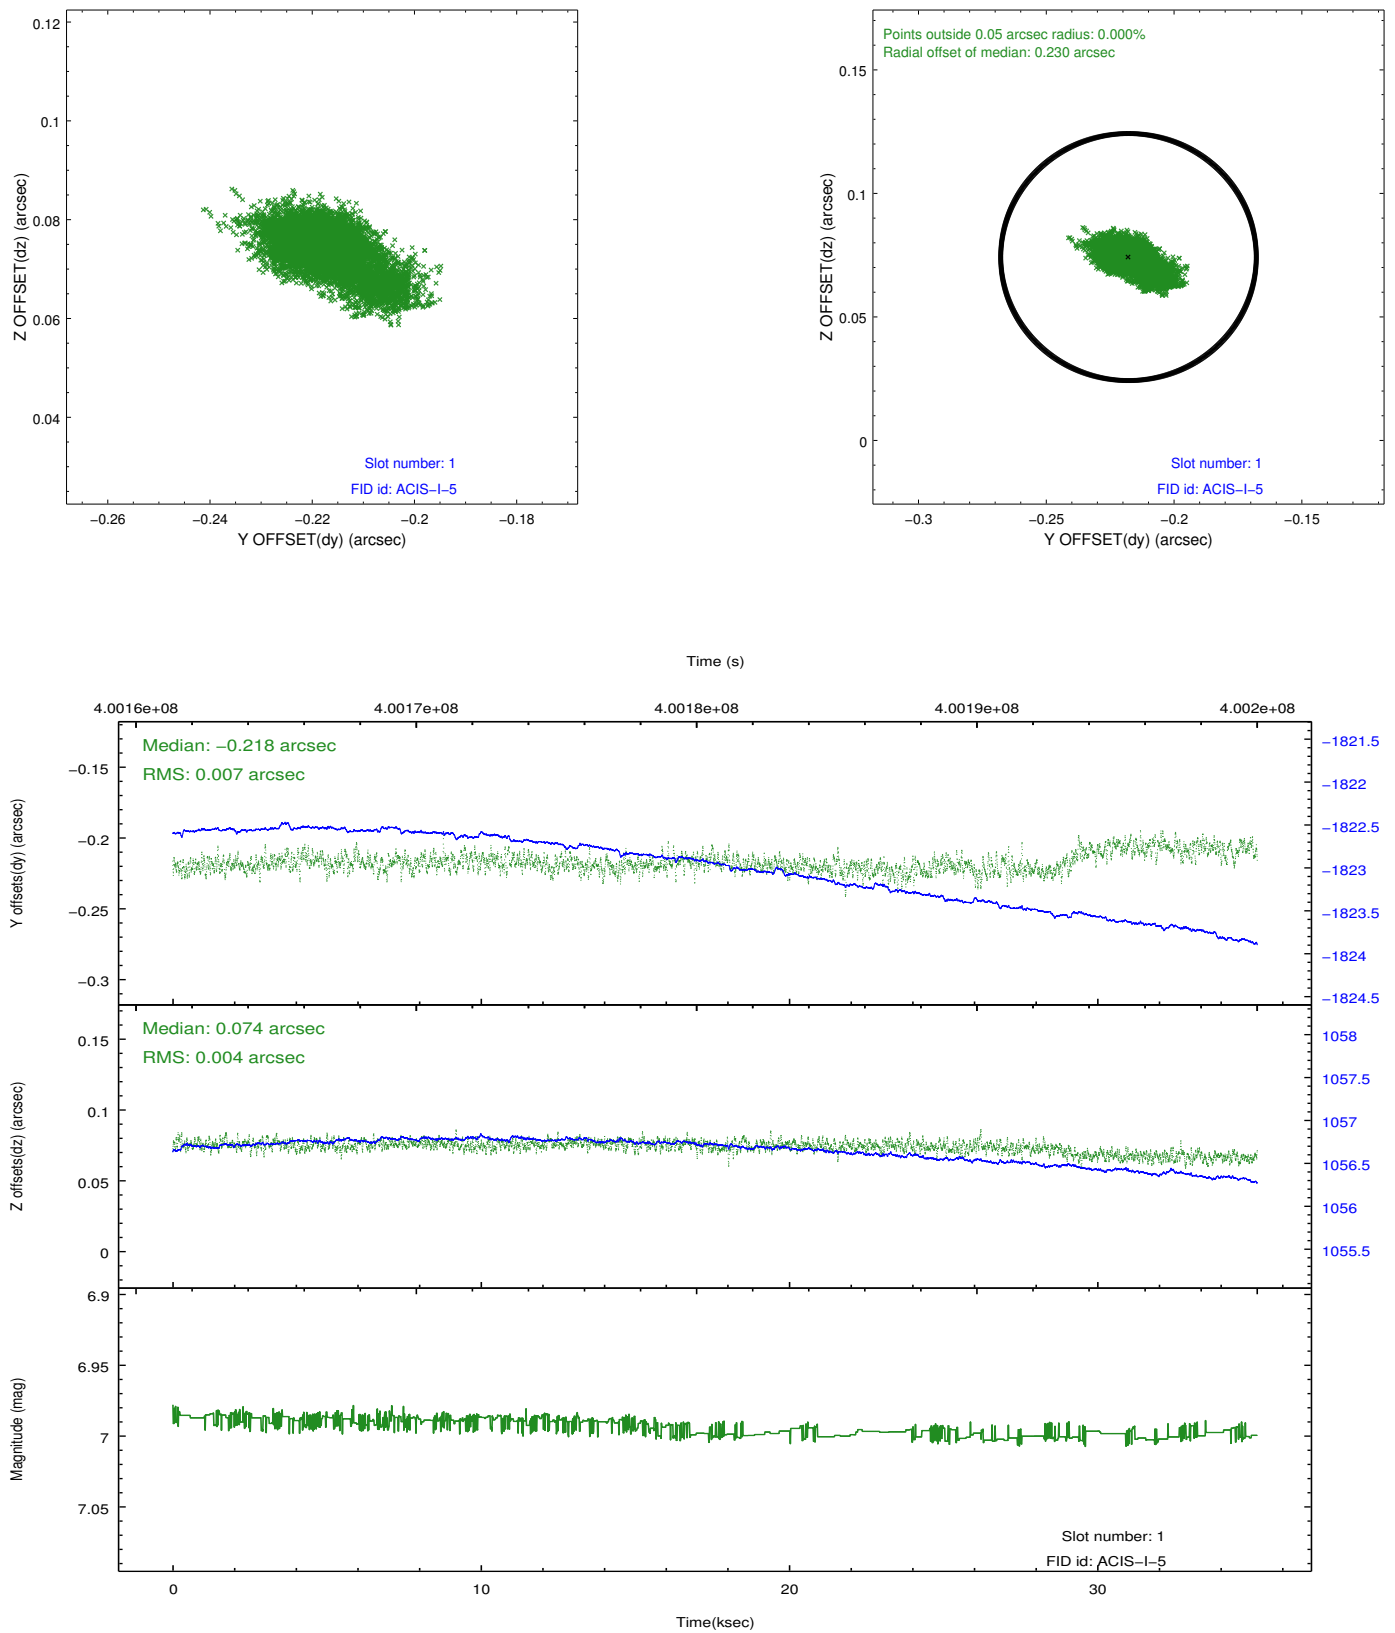 0.12
0.1
0.08
0.06
0.04
Z OFFSET(dz) (arcsec)
Slot number: 1
FID id: ACIS−I−5
−0.26 −0.24 −0.22 −0.2 −0.18
Y OFFSET(dy) (arcsec)
Points outside 0.05 arcsec radius: 0.000%
Radial offset of median: 0.230 arcsec
0.15
0.1
0.05
0
Z OFFSET(dz) (arcsec)
Slot number: 1
FID id: ACIS−I−5
−0.3 −0.25 −0.2 −0.15
Y OFFSET(dy) (arcsec)
Time (s)
4.0016e+08 4.0017e+08 4.0018e+08 4.0019e+08 4.002e+08
Median: −0.218 arcsec
RMS: 0.007 arcsec
−0.15
−0.2
−0.25
−0.3
Y offsets(dy) (arcsec)
−1821.5
−1822
−1822.5
−1823
−1823.5
−1824
−1824.5
Median: 0.074 arcsec
RMS: 0.004 arcsec
0.15
0.1
0.05
0
Z offsets(dz) (arcsec)
1058
1057.5
1057
1056.5
1056
1055.5
6.9
6.95
7
7.05
Magnitude (mag)
Slot number: 1
FID id: ACIS−I−5
0 10 20 30
Time(ksec)